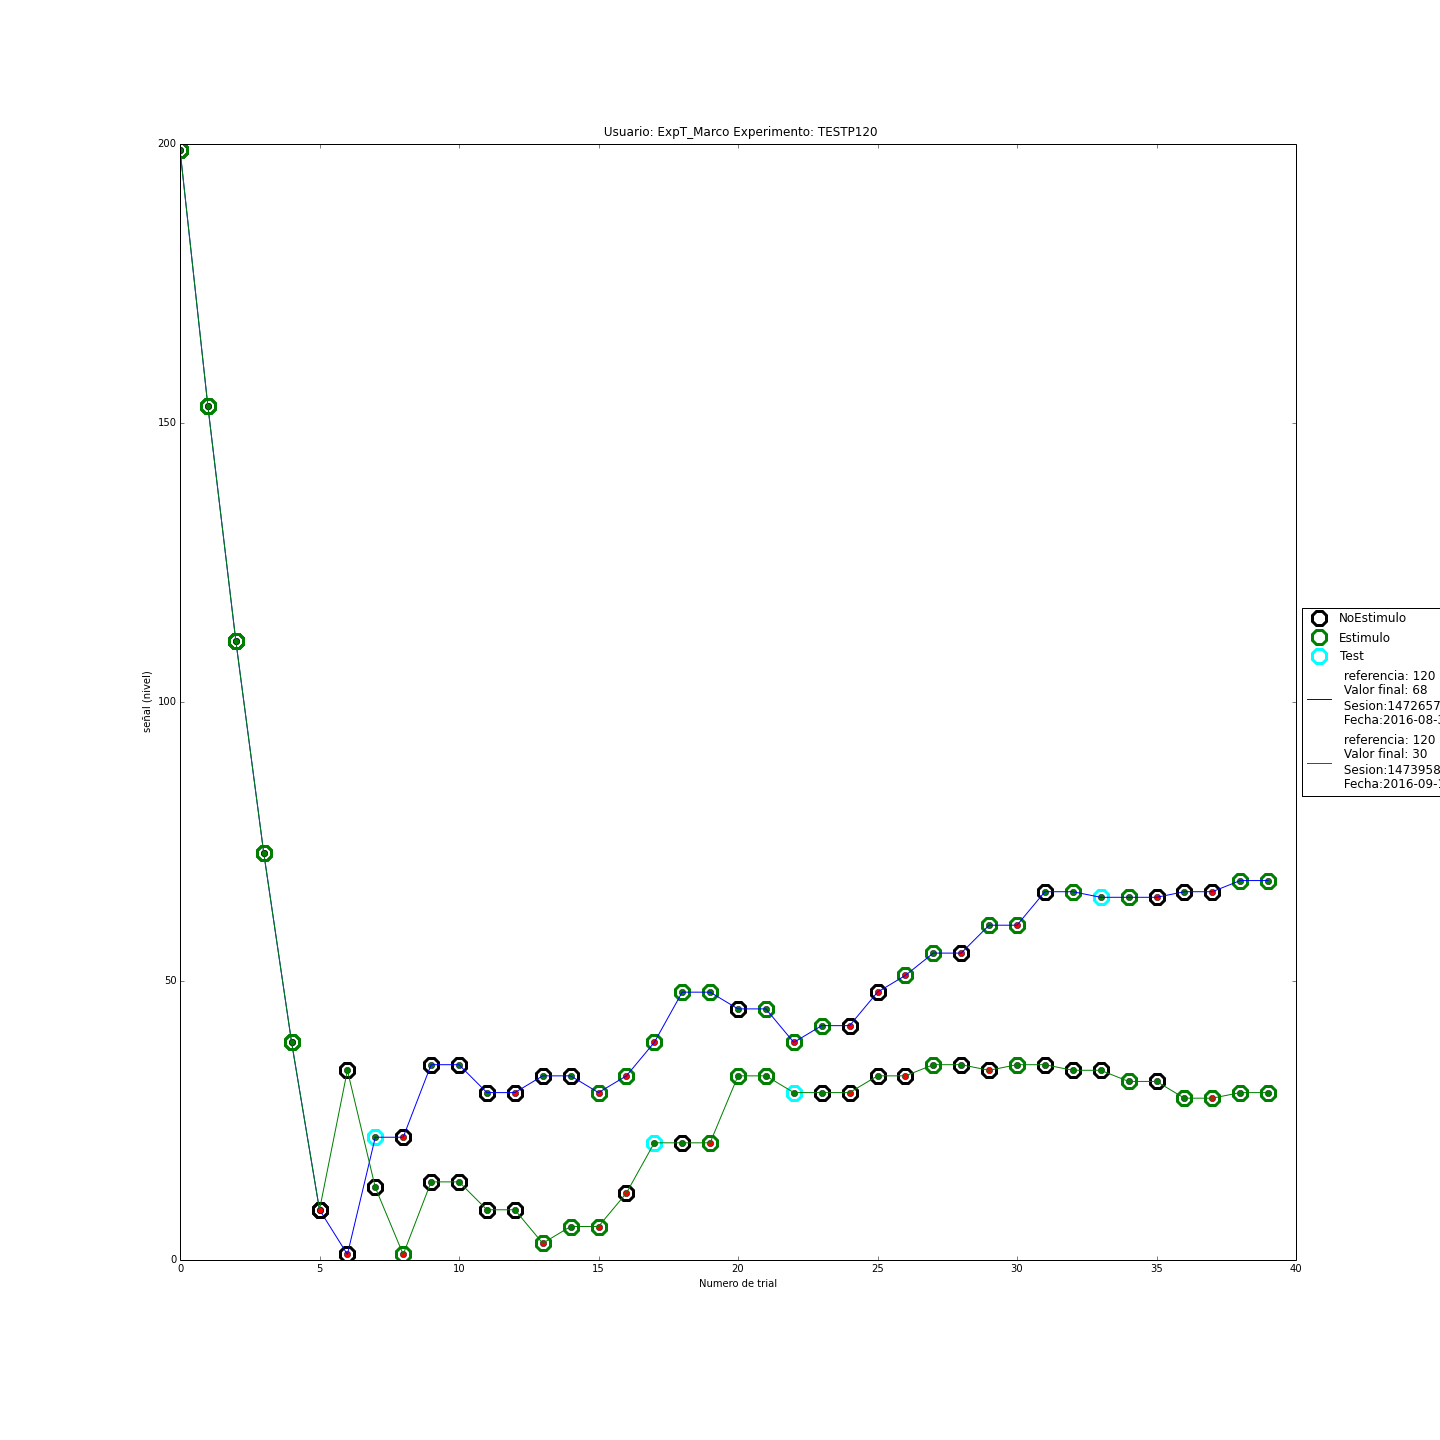 Usuario: ExpT_Marco Experimento: TESTP120
200
150
100
50
0
señal (nivel)
0 5 10 15 20 25 30 35 40
Numero de trial
NoEstimulo
Estimulo
Test
referencia: 120
Valor final: 68
Sesion:1472657
Fecha:2016-08-
referencia: 120
Valor final: 30
Sesion:1473958
Fecha:2016-09-